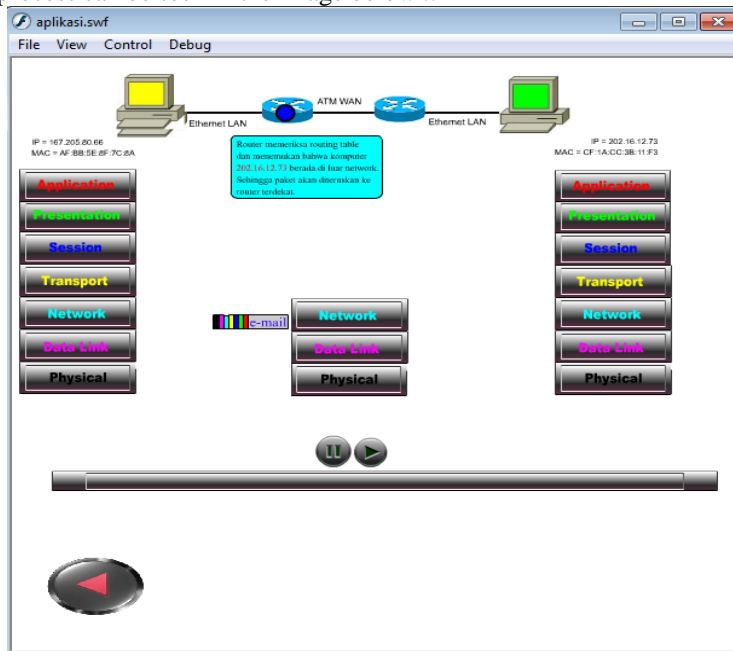 aplikasi.swf
File View Control Debug
ATM WAN
Ethernet LAN
Ethernet LAN
IP = 167.205.80.66
MAC = AF:BB:5E:8F:7C:8A
Router memeriksa routing table
dan menemukan bahwa komputer
202.16.12.73 berada di luar network.
Sehingga paket akan diteruskan ke
router terdekat.
IP = 202.16.12.73
MAC = CF:1A:CC:3B:11:F3
Application
Presentation
Session
Transport
Network
Data Link
Physical
e-mail
Network
Data Link
Physical
Application
Presentation
Session
Transport
Network
Data Link
Physical